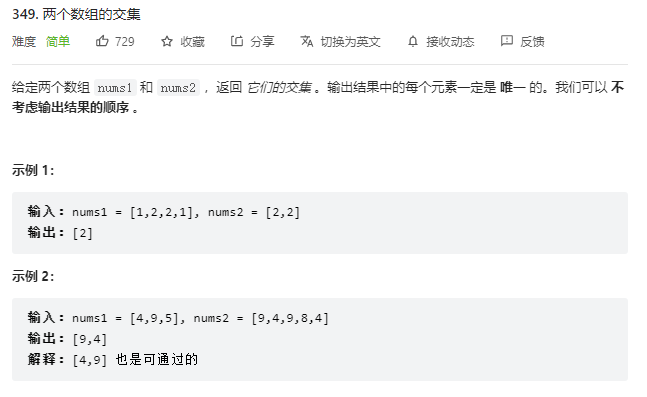 349. 两个数组的交集
难度 简单 729 收藏 分享 切换为英文 接收动态 反馈
给定两个数组 nums1 和 nums2 ，返回 它们的交集 。输出结果中的每个元素一定是 唯一 的。我们可以 不
考虑输出结果的顺序 。
示例 1：
输入：nums1 = [1,2,2,1], nums2 = [2,2]
输出：[2]
示例 2：
输入：nums1 = [4,9,5], nums2 = [9,4,9,8,4]
输出：[9,4]
解释：[4,9] 也是可通过的